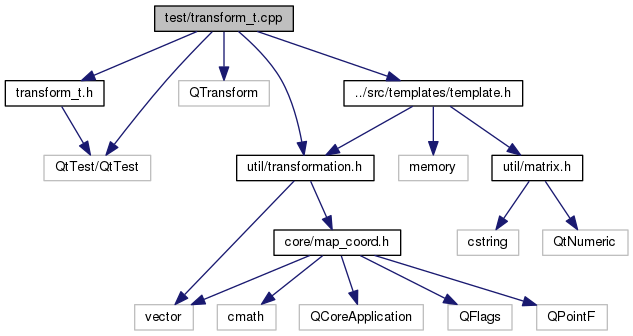 test/transform_t.cpp
transform_t.h
QTransform
../src/templates/template.h
QtTest/QtTest
util/transformation.h
memory
util/matrix.h
core/map_coord.h
cstring
QtNumeric
vector
cmath
QCoreApplication
QFlags
QPointF